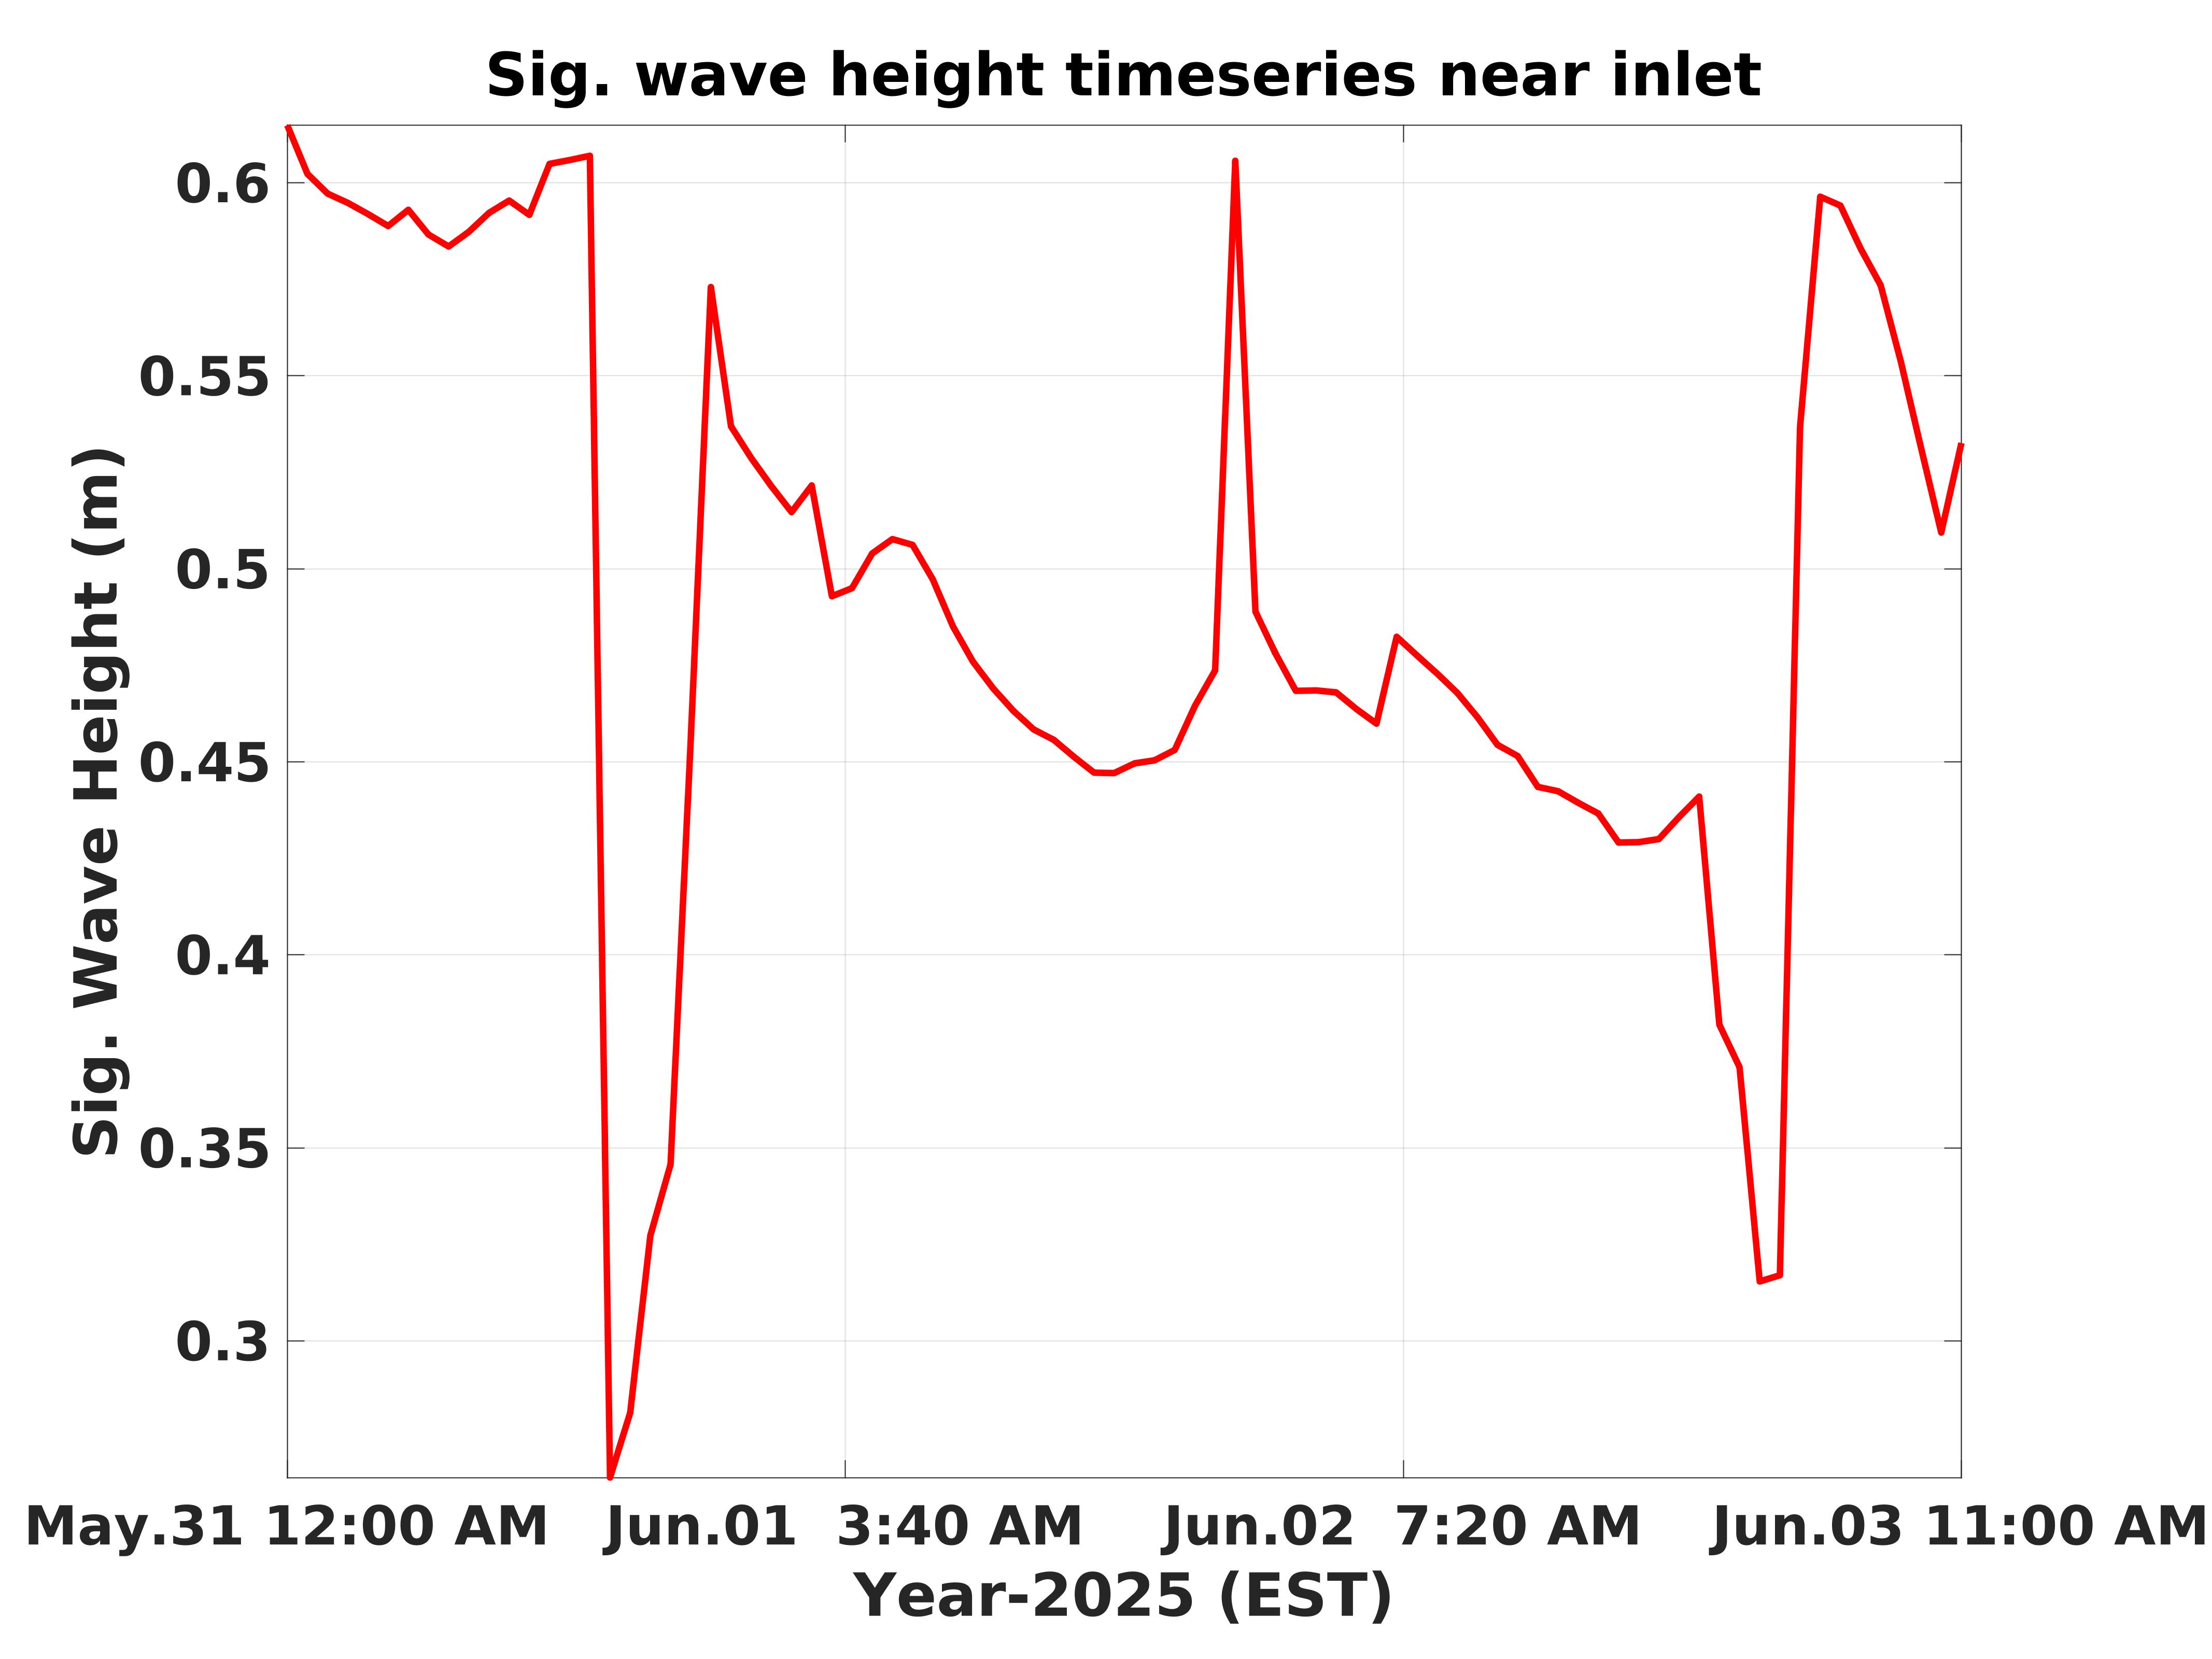 Sig. wave height timeseries near inlet
Sig. Wave Height (m)
0.6
0.55
0.5
0.45
0.4
0.35
0.3
May.31 12:00 AM Jun.01 3:40 AM Jun.02 7:20 AM Jun.03 11:00 AM
Year-2025 (EST)